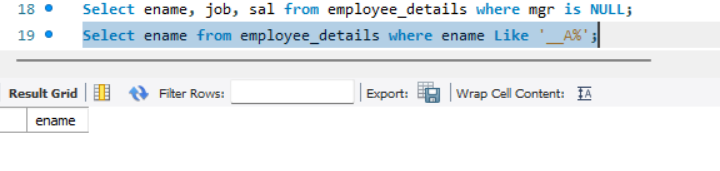 18 Select ename, job, sal from employee_details where mgr is NULL;
19 Select ename from employee_details where ename Like '__A%';
Result Grid Filter Rows: Export: Wrap Cell Content: IA
ename